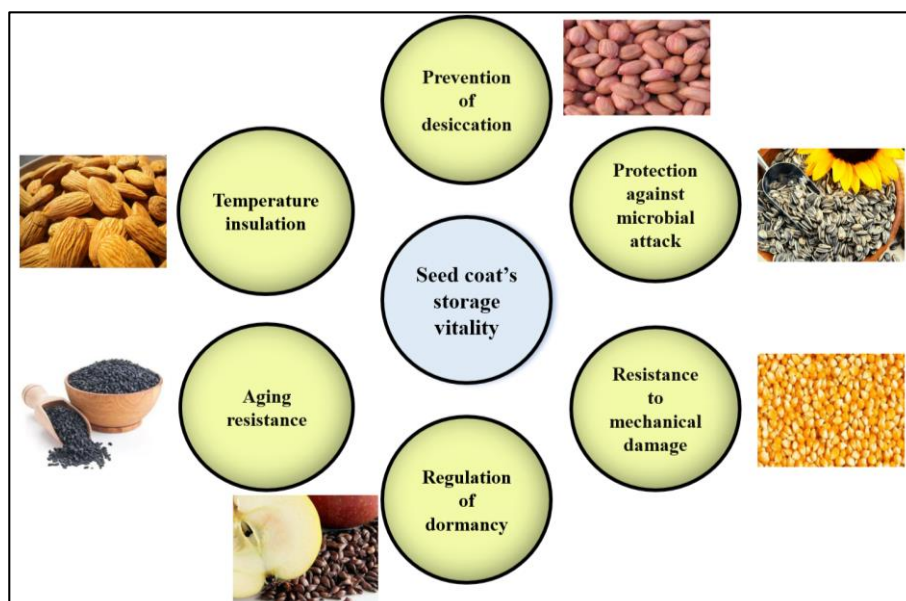 Prevention
of
desiccation
Temperature
insulation
Protection
against
microbial
attack
Seed coat’s
storage
vitality
Aging
resistance
Resistance
to
mechanical
damage
Regulation
of
dormancy